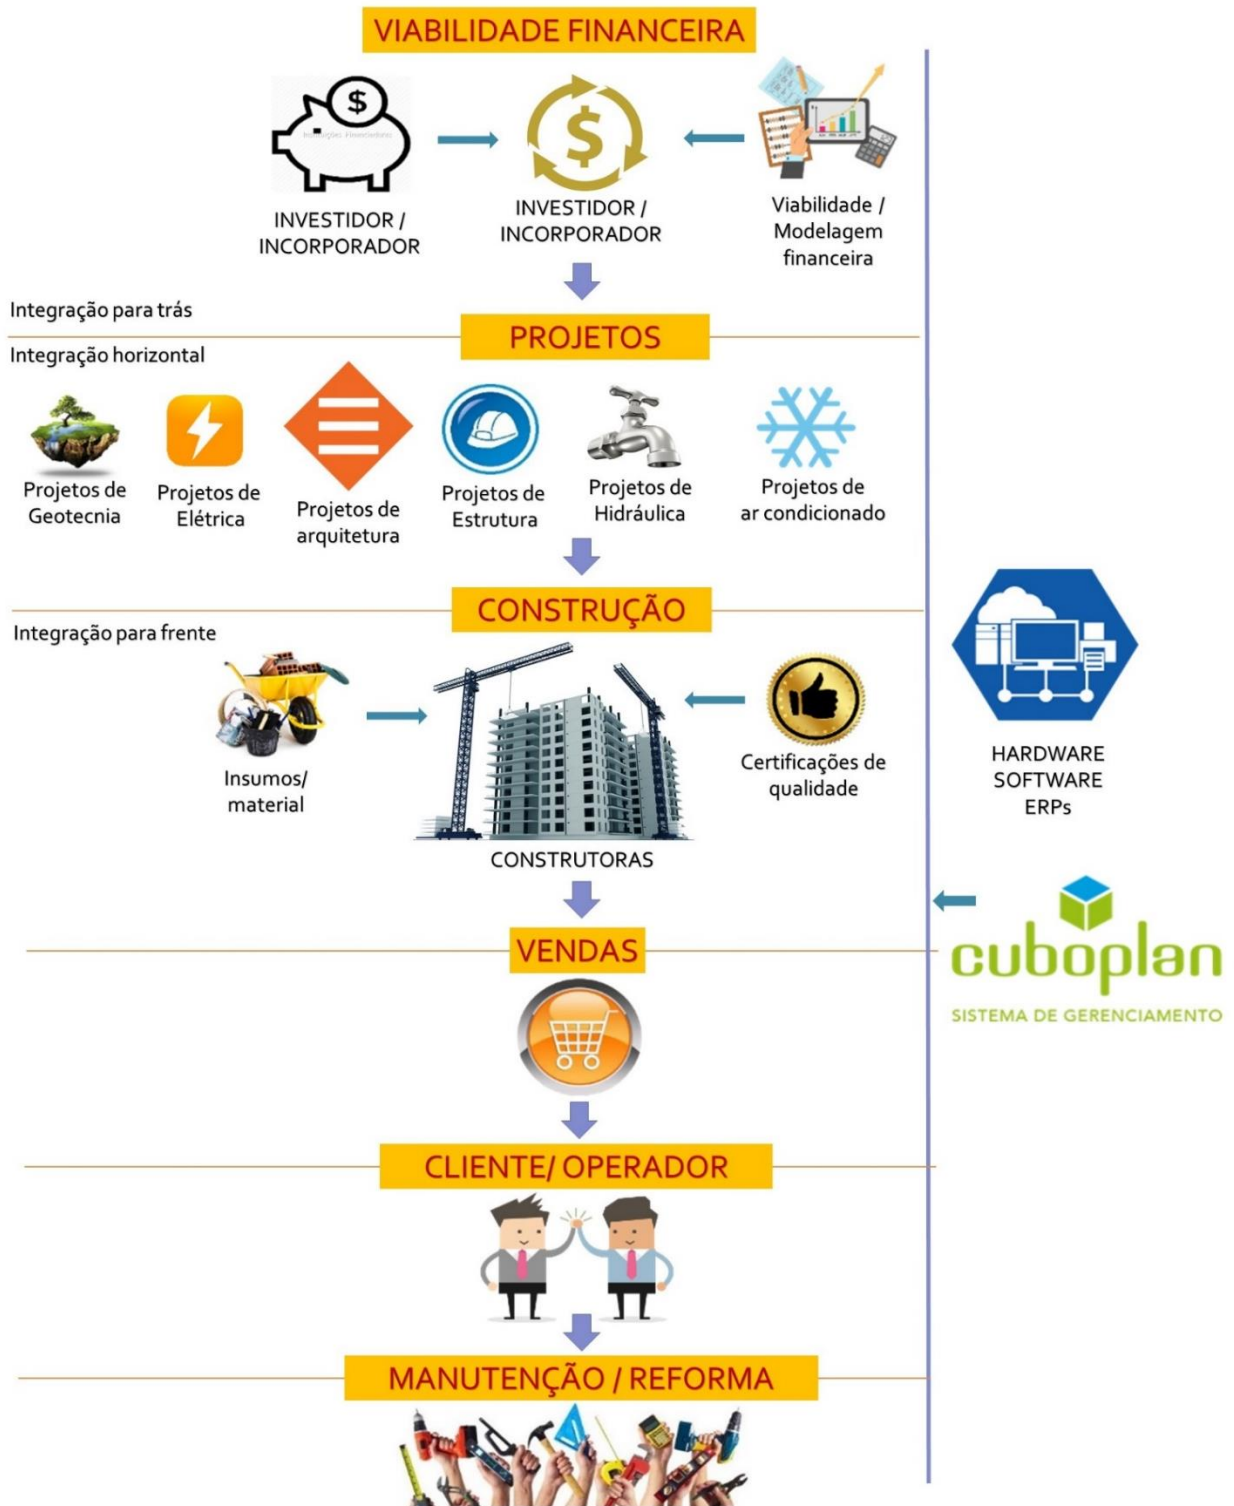 VIABILIDADE FINANCEIRA
INVESTIDOR /
INCORPORADOR
INVESTIDOR /
INCORPORADOR
Viabilidade /
Modelagem
financeira
Integração para trás
PROJETOS
Integração horizontal
Projetos de
Geotecnia
Projetos de
Elétrica
Projetos de
arquitetura
Projetos de
Estrutura
Projetos de
Hidráulica
Projetos de
ar condicionado
CONSTRUÇÃO
Integração para frente
Insumos/
material
Certificações de
qualidade
CONSTRUTORAS
HARDWARE
SOFTWARE
ERPs
VENDAS
cuboplan
SISTEMA DE GERENCIAMENTO
CLIENTE/ OPERADOR
MANUTENÇÃO / REFORMA